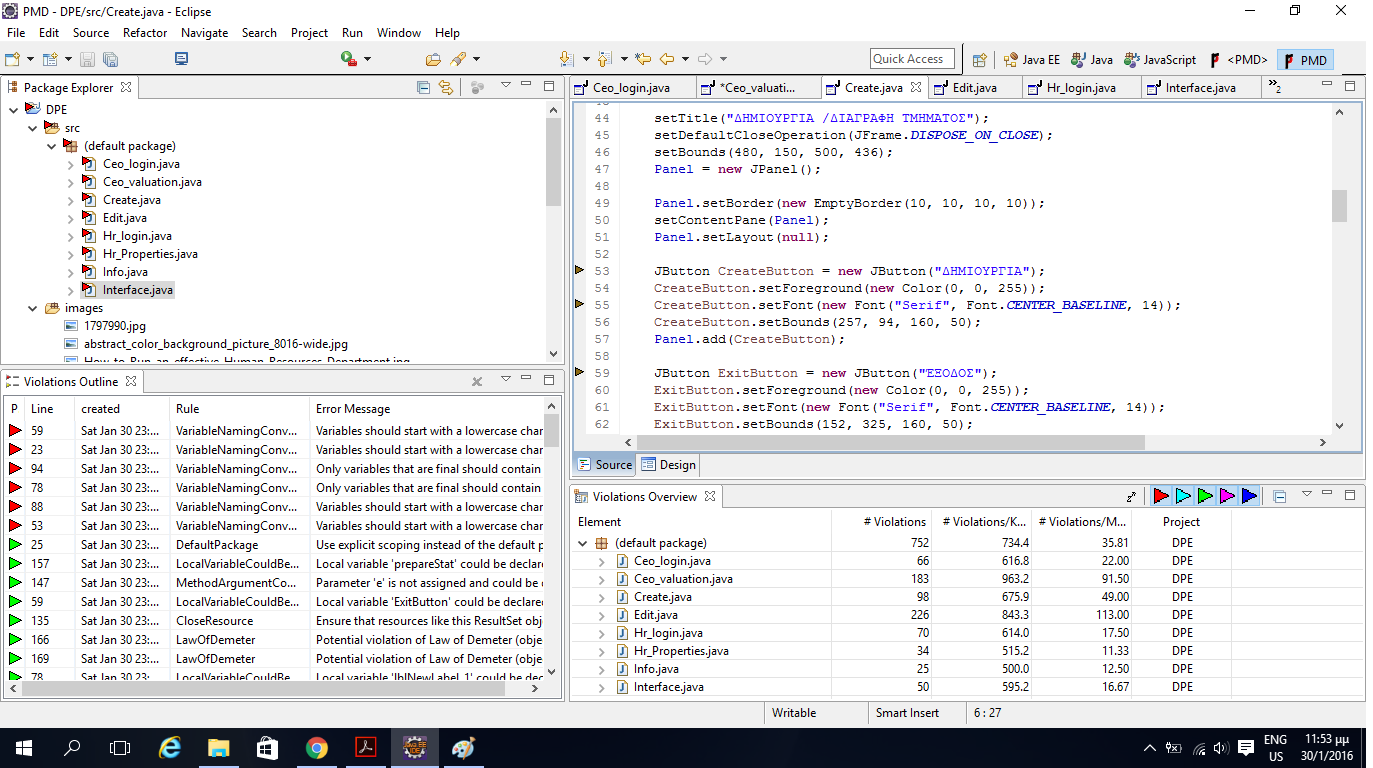 PMD - DPE/src/Create.java - Eclipse
File Edit Source Refactor Navigate Search Project Run Window Help
Quick Access Java EE Java JavaScript <PMD> PMD
Package Explorer
DPE
src
(default package)
Ceo_login.java
Ceo_valuation.java
Create.java
Edit.java
Hr_login.java
Hr_Properties.java
Info.java
Interface.java
images
1797990.jpg
abstract_color_background_picture_8016-wide.jpg
How-to-Run-an-effective-Human-Resources-Department.jpg
Ceo_login.java *Ceo_valuati... Create.java Edit.java Hr_login.java Interface.java »2
44 setTitle("ΔΗΜΙΟΥΡΓΙΑ /ΔΙΑΓΡΑΦΗ ΤΜΗΜΑΤΟΣ");
45 setDefaultCloseOperation(JFrame.DISPOSE_ON_CLOSE);
46 setBounds(480, 150, 500, 436);
47 Panel = new JPanel();
48
49 Panel.setBorder(new EmptyBorder(10, 10, 10, 10));
50 setContentPane(Panel);
51 Panel.setLayout(null);
52
53 JButton CreateButton = new JButton("ΔΗΜΙΟΥΡΓΙΑ");
54 CreateButton.setForeground(new Color(0, 0, 255));
55 CreateButton.setFont(new Font("Serif", Font.CENTER_BASELINE, 14));
56 CreateButton.setBounds(257, 94, 160, 50);
57 Panel.add(CreateButton);
58
59 JButton ExitButton = new JButton("ΈΞΟΔΟΣ");
60 ExitButton.setForeground(new Color(0, 0, 255));
61 ExitButton.setFont(new Font("Serif", Font.CENTER_BASELINE, 14));
62 ExitButton.setBounds(152, 325, 160, 50);
Source Design
Violations Outline
P Line created Rule Error Message
59 Sat Jan 30 23:... VariableNamingConv... Variables should start with a lowercase char
23 Sat Jan 30 23:... VariableNamingConv... Variables should start with a lowercase char
94 Sat Jan 30 23:... VariableNamingConv... Only variables that are final should contain
78 Sat Jan 30 23:... VariableNamingConv... Only variables that are final should contain
88 Sat Jan 30 23:... VariableNamingConv... Variables should start with a lowercase char
53 Sat Jan 30 23:... VariableNamingConv... Variables should start with a lowercase char
25 Sat Jan 30 23:... DefaultPackage Use explicit scoping instead of the default p
157 Sat Jan 30 23:... LocalVariableCouldBe... Local variable 'prepareStat' could be declare
147 Sat Jan 30 23:... MethodArgumentCo... Parameter 'e' is not assigned and could be
59 Sat Jan 30 23:... LocalVariableCouldBe... Local variable 'ExitButton' could be declared
135 Sat Jan 30 23:... CloseResource Ensure that resources like this ResultSet obj
166 Sat Jan 30 23:... LawOfDemeter Potential violation of Law of Demeter (obje
169 Sat Jan 30 23:... LawOfDemeter Potential violation of Law of Demeter (obje
78 Sat Jan 30 23:... LocalVariableCouldBe... Local variable 'lblNewLabel_1' could be dec
Violations Overview
Element # Violations # Violations/K... # Violations/M... Project
(default package) 752 734.4 35.81 DPE
Ceo_login.java 66 616.8 22.00 DPE
Ceo_valuation.java 183 963.2 91.50 DPE
Create.java 98 675.9 49.00 DPE
Edit.java 226 843.3 113.00 DPE
Hr_login.java 70 614.0 17.50 DPE
Hr_Properties.java 34 515.2 11.33 DPE
Info.java 25 500.0 12.50 DPE
Interface.java 50 595.2 16.67 DPE
Writable Smart Insert 6 : 27
ENG 11:53 μμ
US 30/1/2016